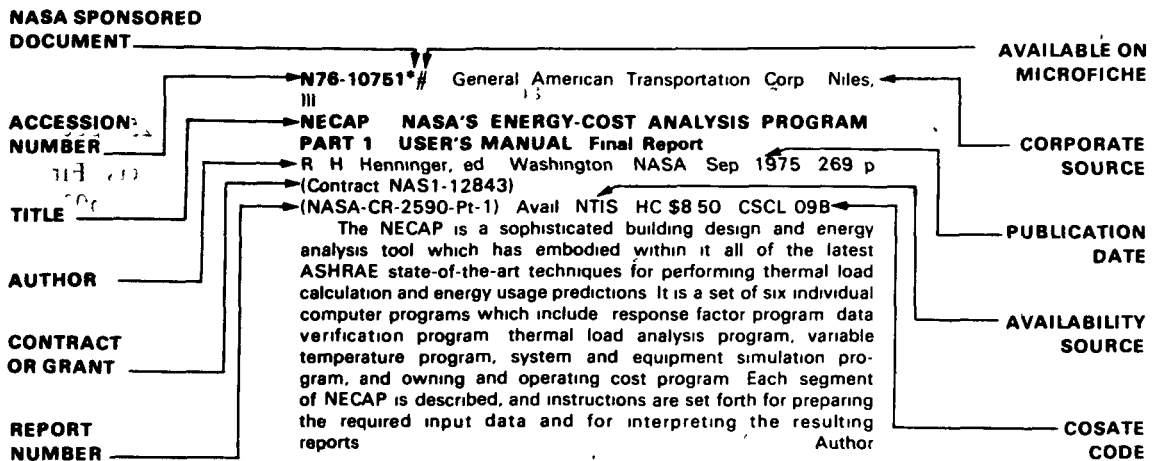 NASA SPONSORED
DOCUMENT
AVAILABLE ON
MICROFICHE
N76-10751*# General American Transportation Corp Niles,
III
ACCESSION
NUMBER
NECAP NASA'S ENERGY-COST ANALYSIS PROGRAM
PART 1 USER'S MANUAL Final Report
CORPORATE
SOURCE
R H Henninger, ed Washington NASA Sep 1975 269 p
(Contract NAS1-12843)
TITLE
(NASA-CR-2590-Pt-1) Avail NTIS HC $8 50 CSCL 09B
PUBLICATION
DATE
The NECAP is a sophisticated building design and energy
analysis tool which has embodied within it all of the latest
ASHRAE state-of-the-art techniques for performing thermal load
calculation and energy usage predictions It is a set of six individual
computer programs which include response factor program data
verification program thermal load analysis program, variable
temperature program, system and equipment simulation pro-
gram, and owning and operating cost program Each segment
of NECAP is described, and instructions are set forth for preparing
the required input data and for interpreting the resulting
reports Author
AUTHOR
AVAILABILITY
SOURCE
CONTRACT
OR GRANT
REPORT
NUMBER
COSATE
CODE